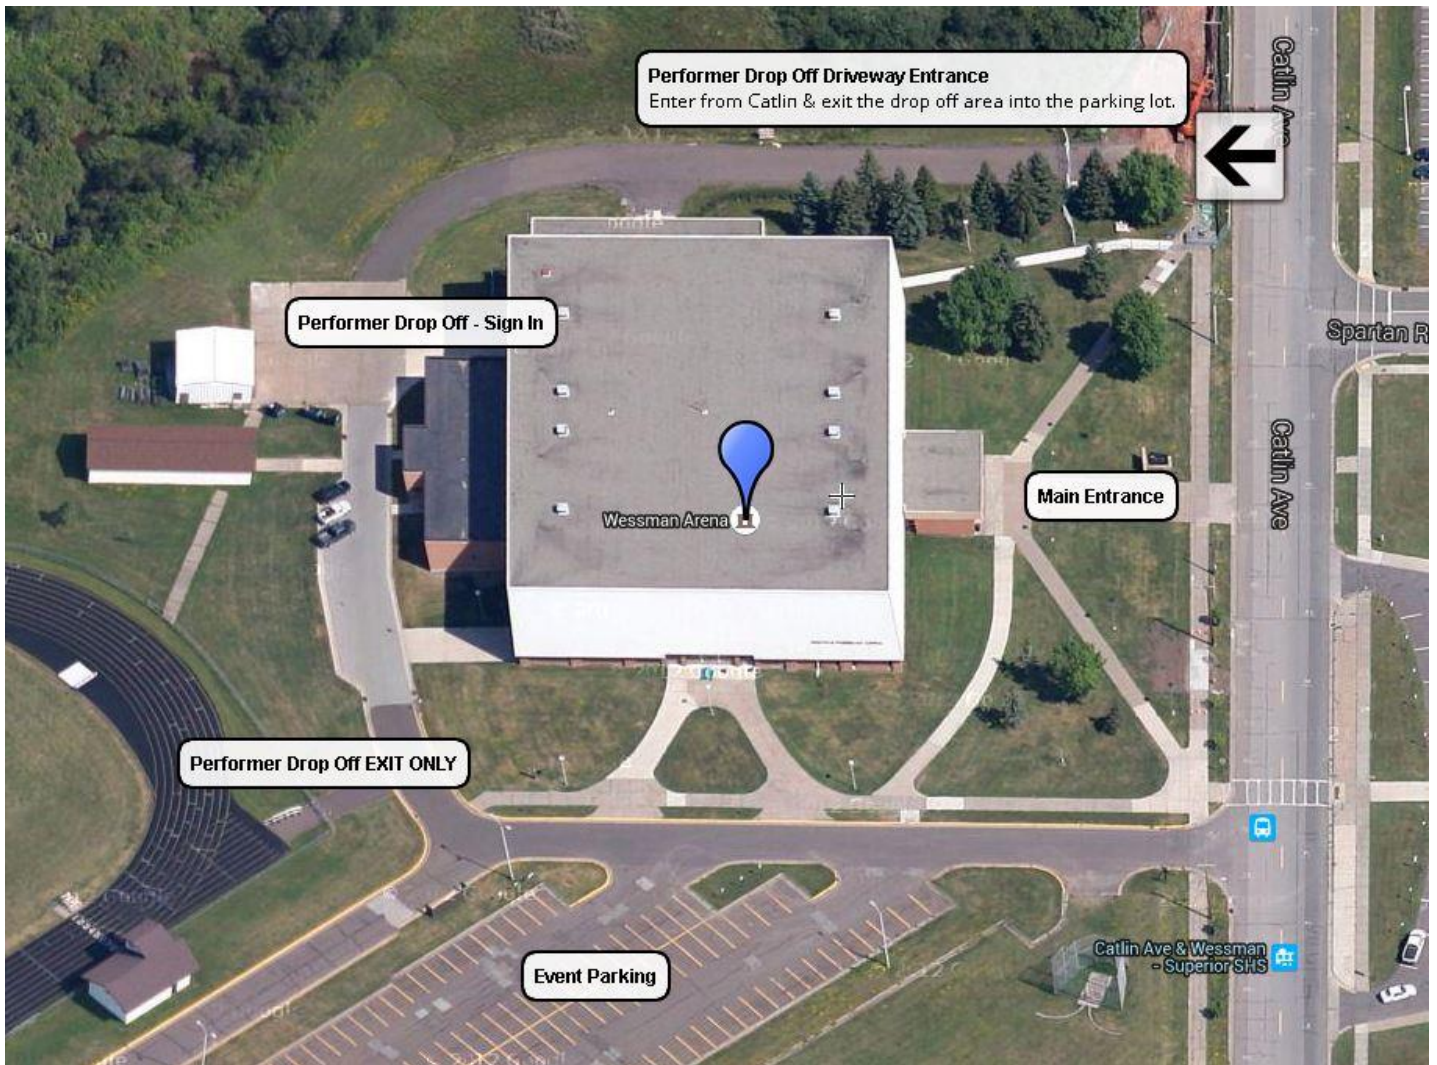 Performer Drop Off Driveway Entrance
Enter from Catlin & exit the drop off area into the parking lot.
Catlin Ave
Performer Drop Off - Sign In
Spartan R
Catlin Ave
Main Entrance
Wessman Arena
Performer Drop Off EXIT ONLY
Catlin Ave & Wessman
- Superior SHS
Event Parking